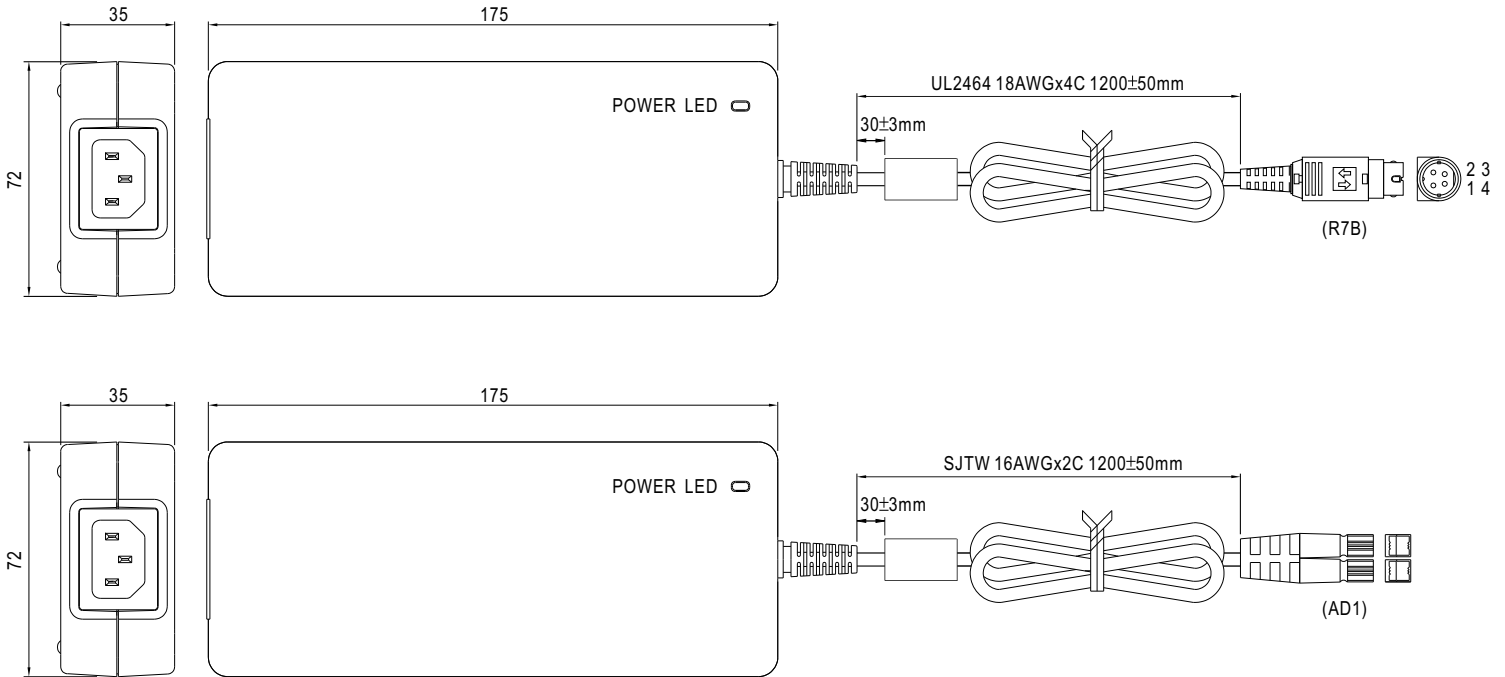 35
175
72
POWER LED
UL2464 18AWGx4C 1200±50mm
30±3mm
2 3
1 4
(R7B)
35
175
72
POWER LED
SJTW 16AWGx2C 1200±50mm
30±3mm
(AD1)